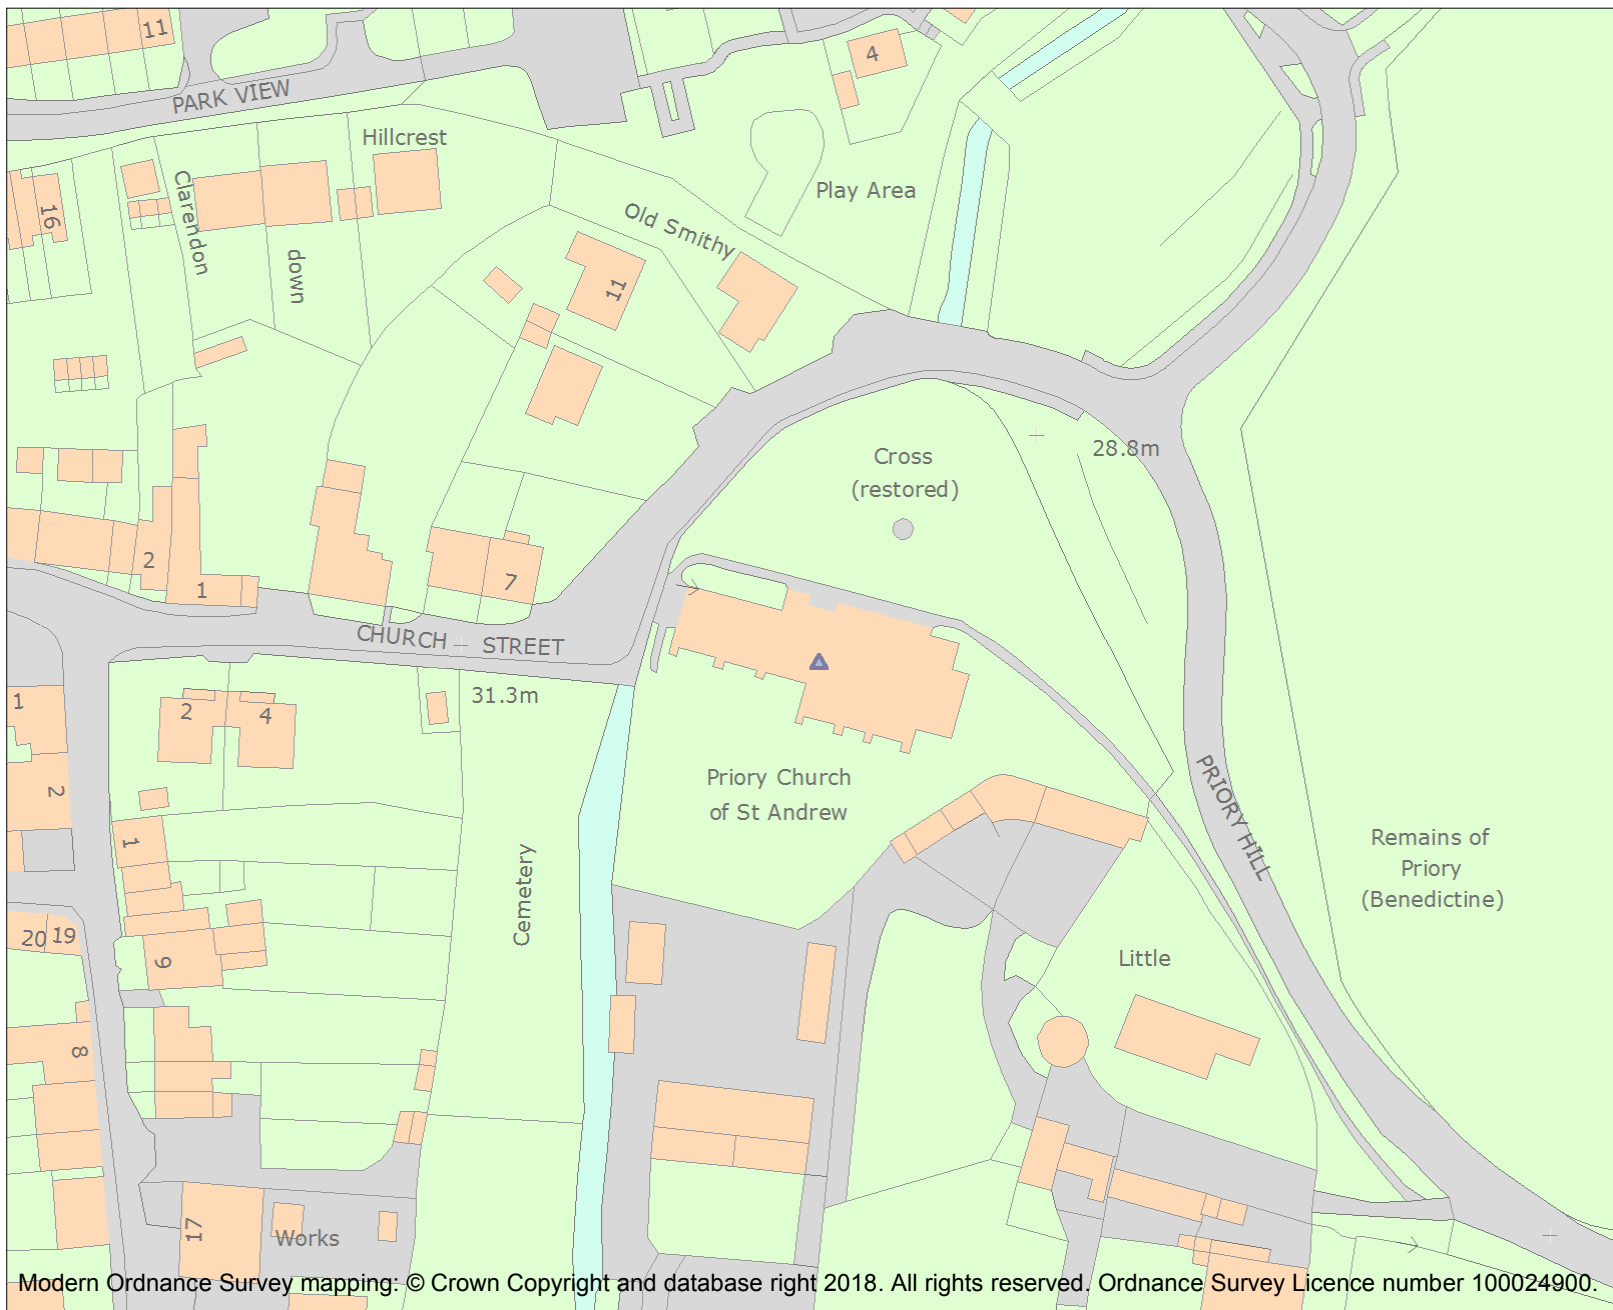 11
4
PARK VIEW
Hillcrest
Clarendon
16
Play Area
Old Smithy
down
11
28.8m
Cross
(restored)
2
1
7
CHURCH STREET
31.3m
1
2
4
2
Priory Church
of St Andrew
PRIORY HILL
1
Remains of
Priory
(Benedictine)
Cemetery
20
19
9
Little
8
17
Works
Modern Ordnance Survey mapping: © Crown Copyright and database right 2018. All rights reserved. Ordnance Survey Licence number 100024900.